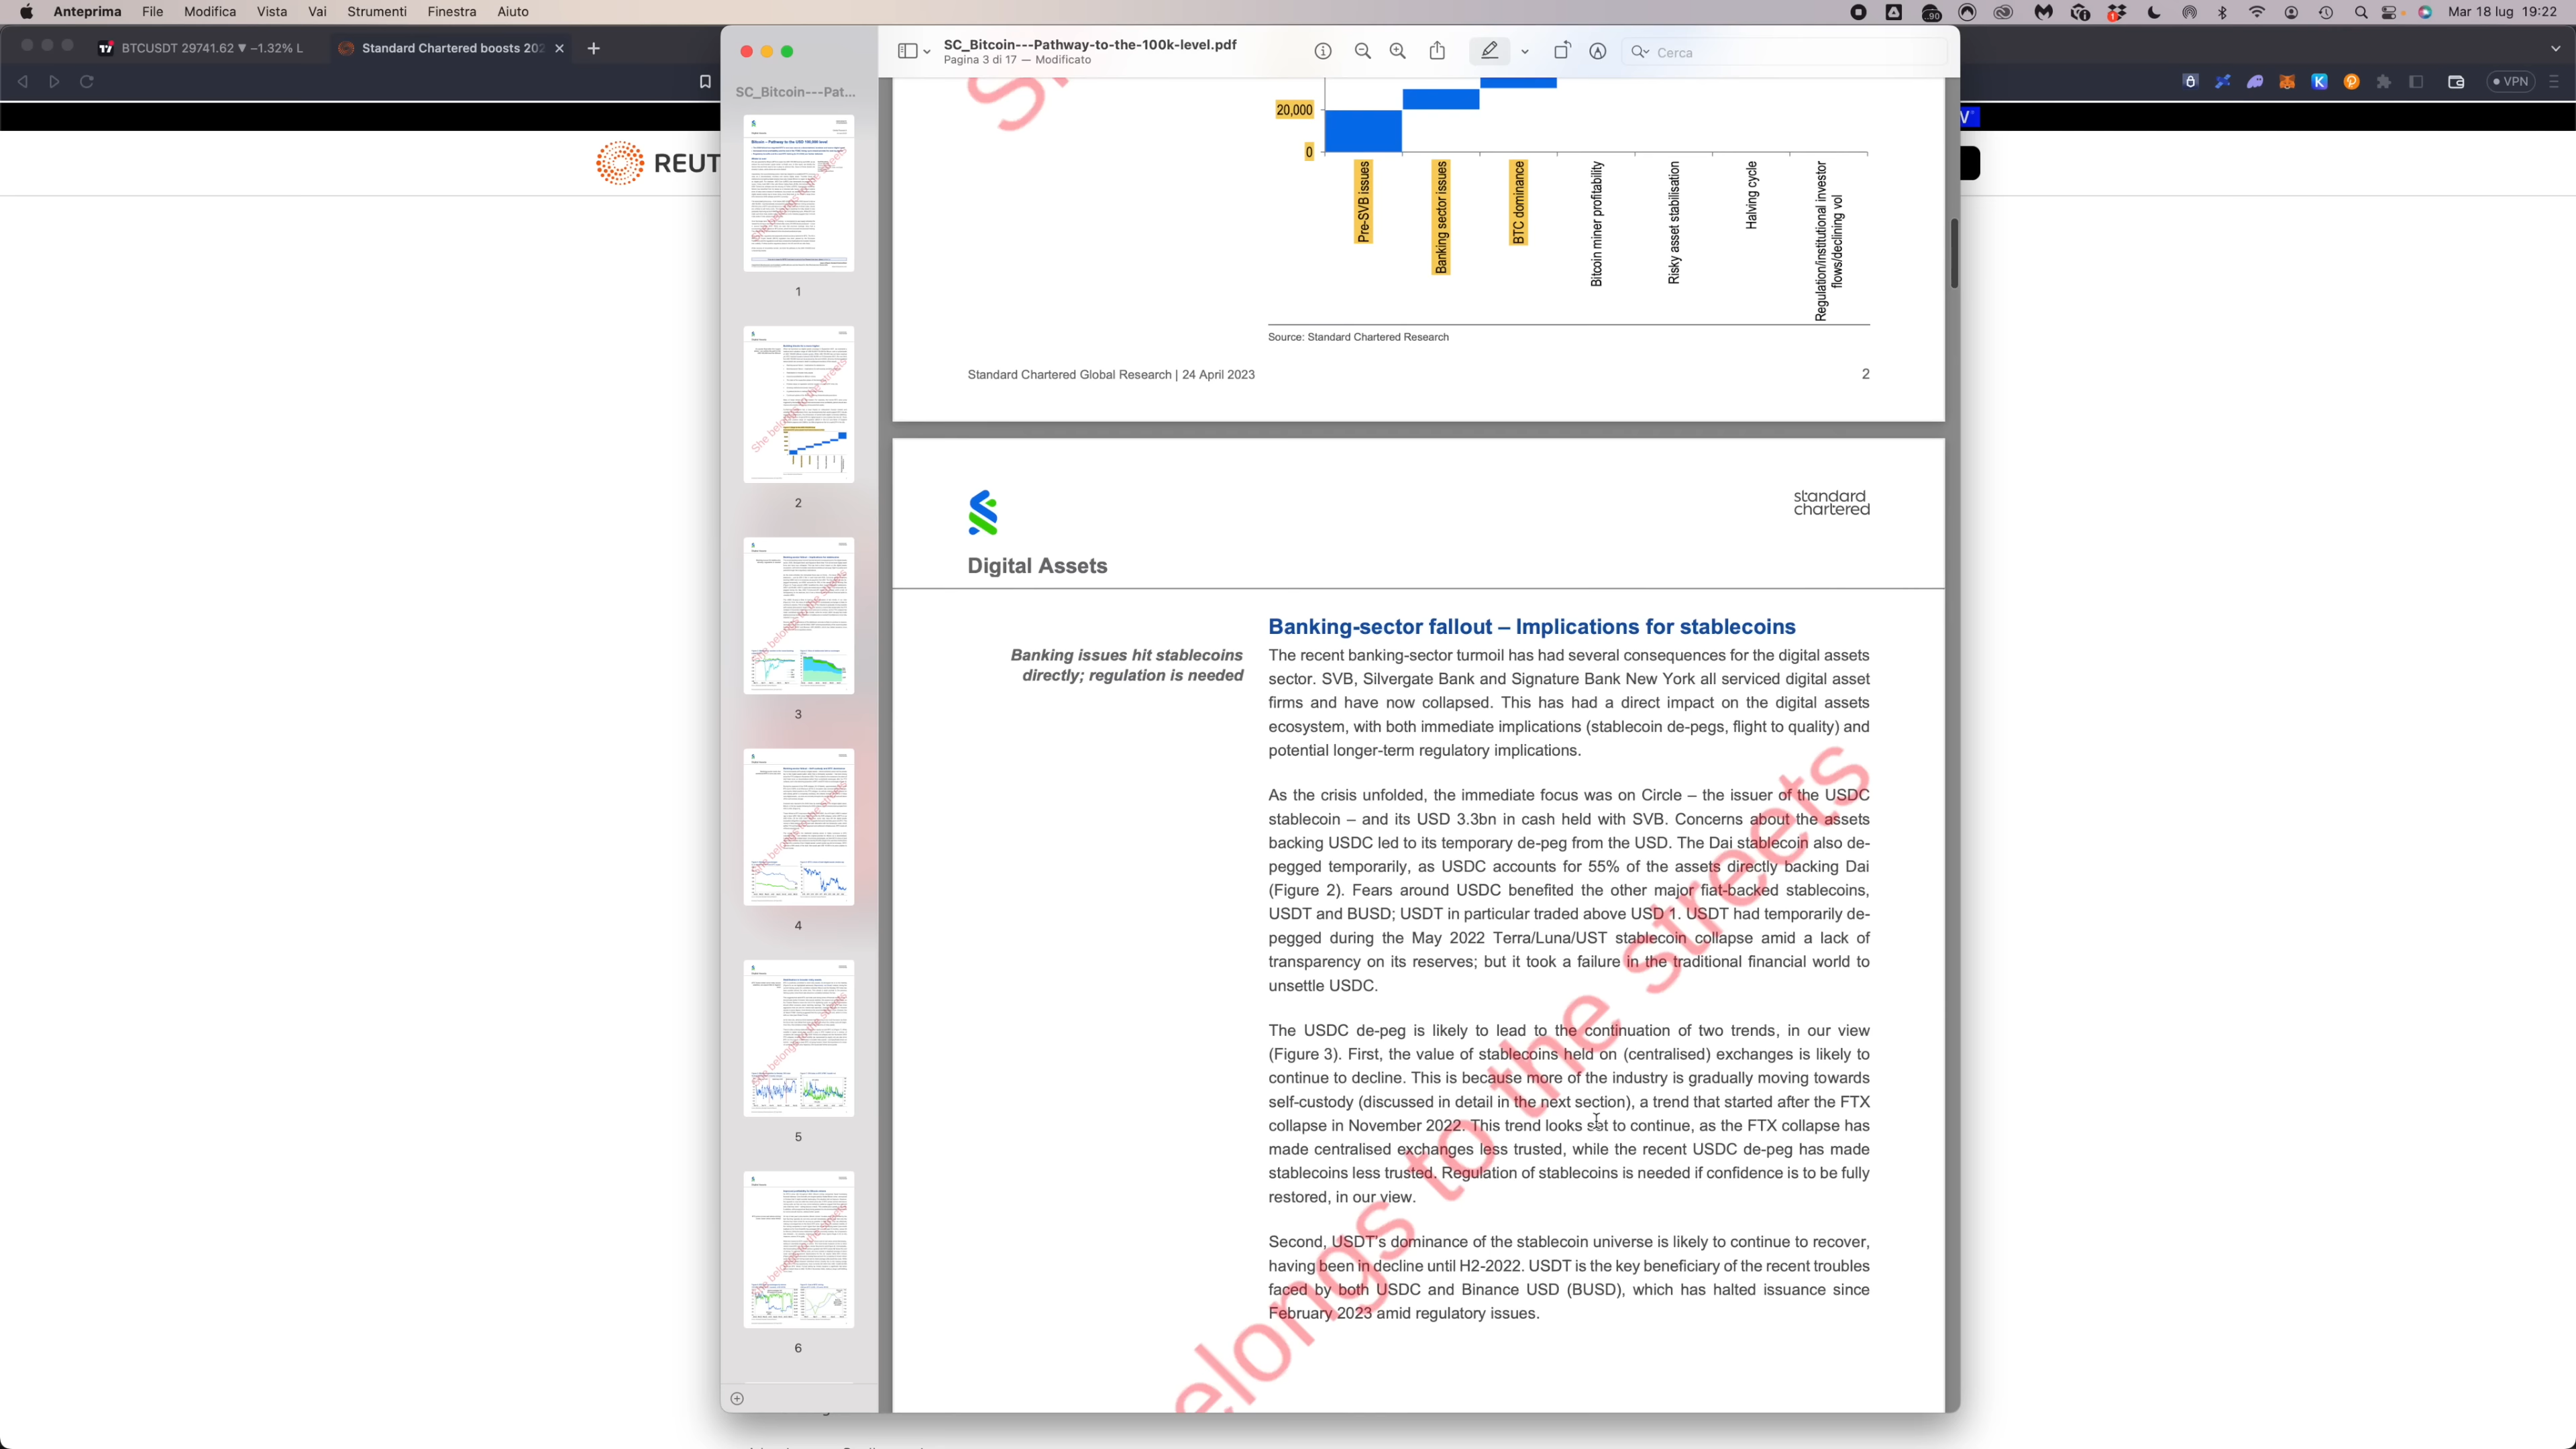 Anteprima File Modifica Vista Vai Strumenti Finestra Aiuto
Mar 18 lug 19:22
BTCUSDT 29741.62 ▼ −1.32% L
Standard Chartered boosts 202
VPN
REUT
SC_Bitcoin---Pat...
1
2
3
4
5
6
SC_Bitcoin---Pathway-to-the-100k-level.pdf
Pagina 3 di 17 — Modificato
Cerca
20,000
0
Pre-SVB issues
Banking sector issues
BTC dominance
Bitcoin miner profitability
Risky asset stabilisation
Halving cycle
Regulation/institutional investor
flows/declining vol
Source: Standard Chartered Research
Standard Chartered Global Research | 24 April 2023
2
standard
chartered
Digital Assets
Banking-sector fallout – Implications for stablecoins
Banking issues hit stablecoins
directly; regulation is needed
The recent banking-sector turmoil has had several consequences for the digital assets
sector. SVB, Silvergate Bank and Signature Bank New York all serviced digital asset
firms and have now collapsed. This has had a direct impact on the digital assets
ecosystem, with both immediate implications (stablecoin de-pegs, flight to quality) and
potential longer-term regulatory implications.
As the crisis unfolded, the immediate focus was on Circle – the issuer of the USDC
stablecoin – and its USD 3.3bn in cash held with SVB. Concerns about the assets
backing USDC led to its temporary de-peg from the USD. The Dai stablecoin also de-
pegged temporarily, as USDC accounts for 55% of the assets directly backing Dai
(Figure 2). Fears around USDC benefited the other major fiat-backed stablecoins,
USDT and BUSD; USDT in particular traded above USD 1. USDT had temporarily de-
pegged during the May 2022 Terra/Luna/UST stablecoin collapse amid a lack of
transparency on its reserves; but it took a failure in the traditional financial world to
unsettle USDC.
The USDC de-peg is likely to lead to the continuation of two trends, in our view
(Figure 3). First, the value of stablecoins held on (centralised) exchanges is likely to
continue to decline. This is because more of the industry is gradually moving towards
self-custody (discussed in detail in the next section), a trend that started after the FTX
collapse in November 2022. This trend looks set to continue, as the FTX collapse has
made centralised exchanges less trusted, while the recent USDC de-peg has made
stablecoins less trusted. Regulation of stablecoins is needed if confidence is to be fully
restored, in our view.
Second, USDT's dominance of the stablecoin universe is likely to continue to recover,
having been in decline until H2-2022. USDT is the key beneficiary of the recent troubles
faced by both USDC and Binance USD (BUSD), which has halted issuance since
February 2023 amid regulatory issues.
elongs to the streets